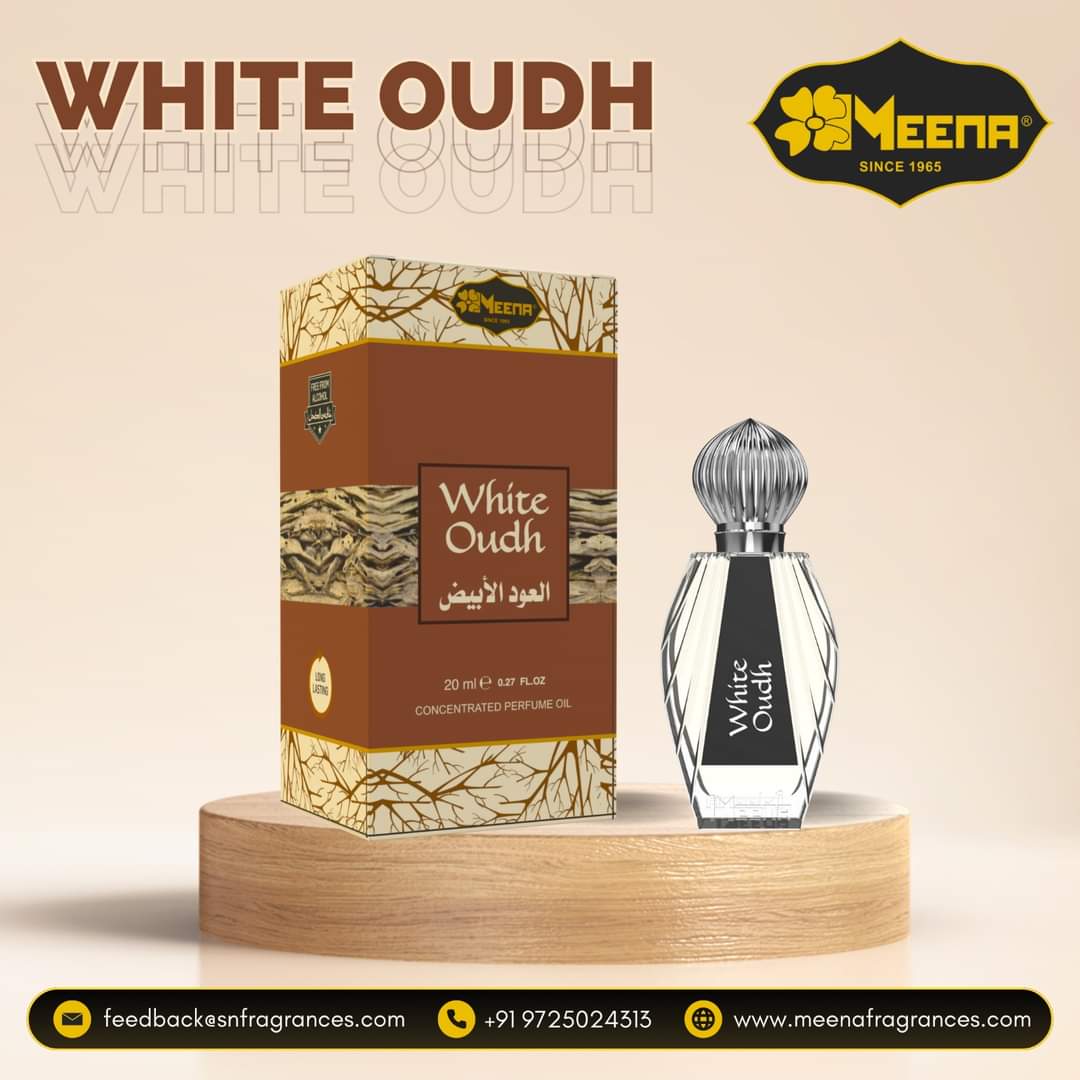 WHITE OUDH
WHITE OUDH
WHITE OUDH
MEENA®
SINCE 1965
MEENA®
SINCE 1965
FREE FROM
ALCOHOL
White
Oudh
العود الأبيض
20 ml ℮ 0.27 FL.OZ
CONCENTRATED PERFUME OIL
LONG
LASTING
White
Oudh
feedback@snfragrances.com
+91 9725024313
www.meenafragrances.com